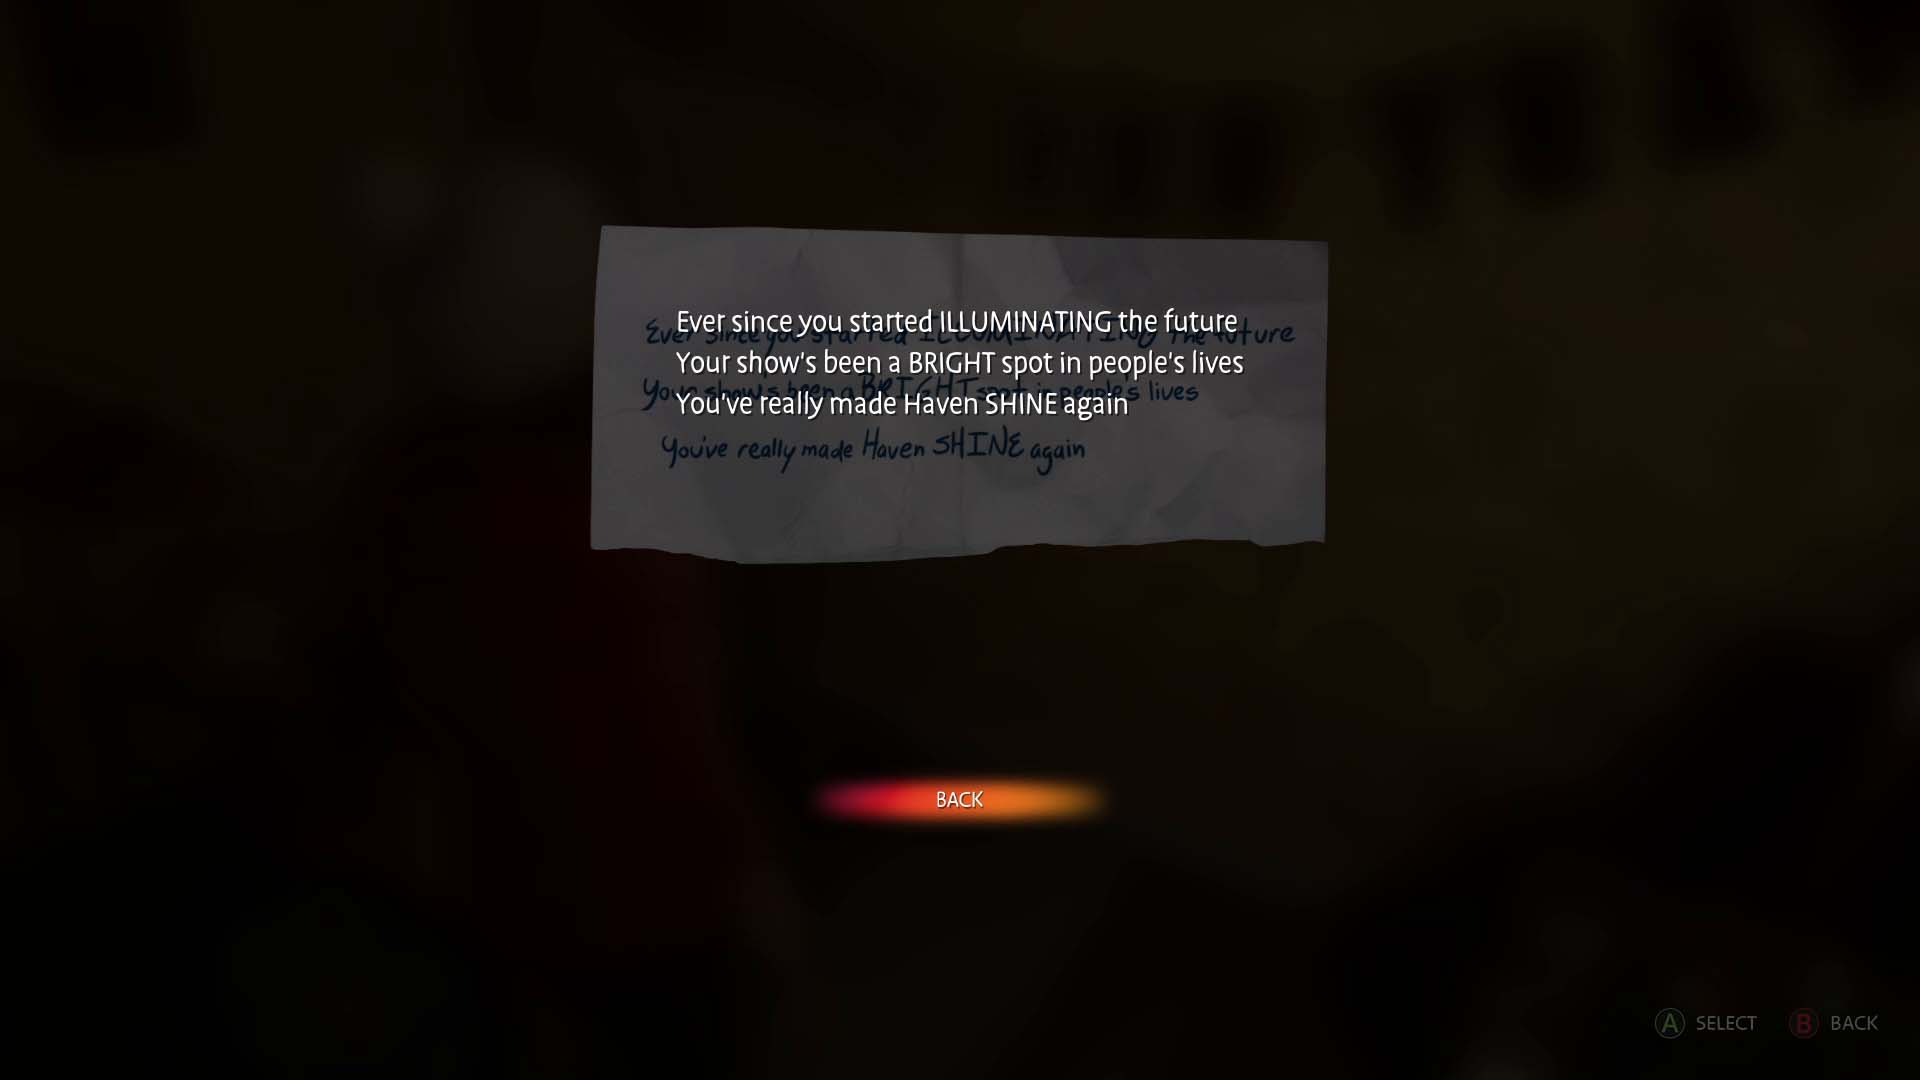 Ever since you started ILLUMINATING the future
Your show's been a BRIGHT spot in people's lives
You've really made Haven SHINE again
Ever since you started ILLUMINATING the future
Your show's been a BRIGHT spot in people's lives
You've really made Haven SHINE again
BACK
A SELECT B BACK